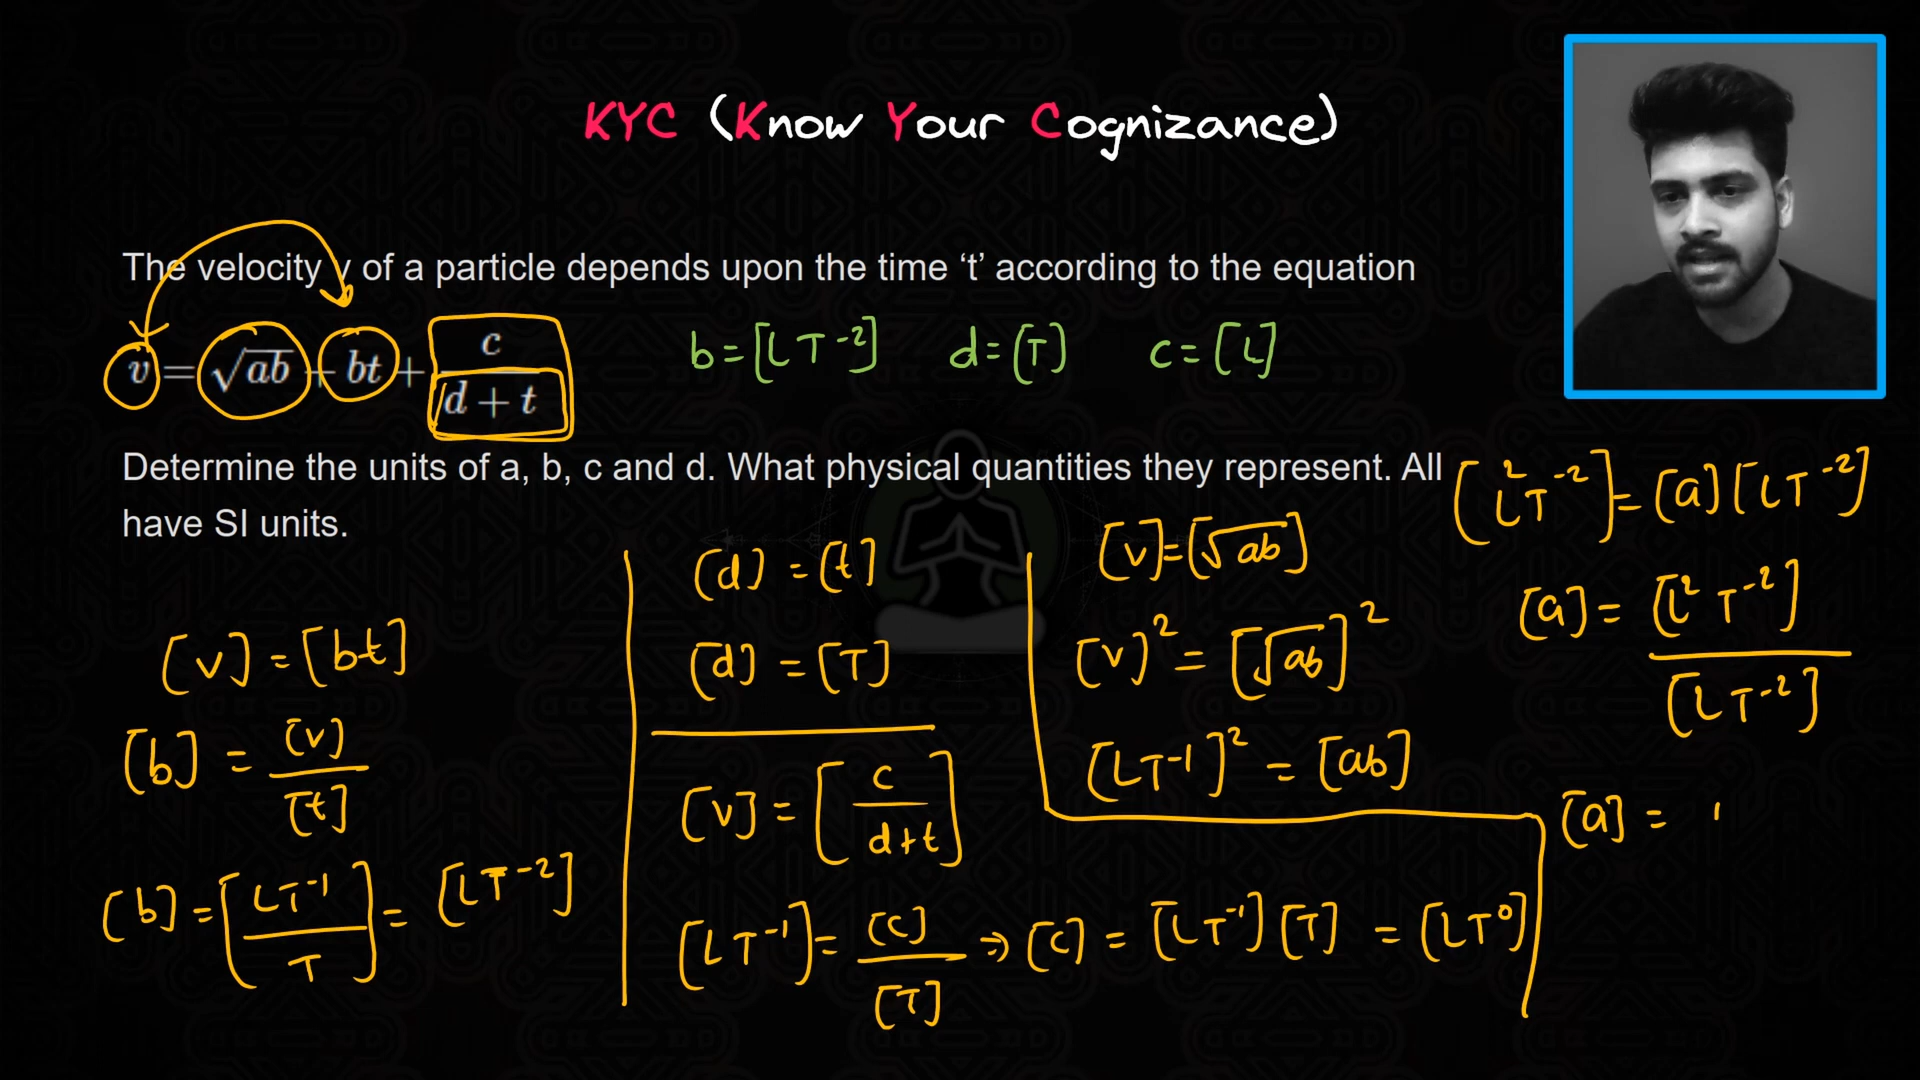 KYC (Know Your Cognizance)
The velocity v of a particle depends upon the time ‘t’ according to the equation
v = √ab + bt + c/(d + t)
b = [LT⁻²] d = [T] c = [L]
Determine the units of a, b, c and d. What physical quantities they represent. All
have SI units.
[v] = [bt]
[b] = [v]/[t]
[b] = [LT⁻¹/T] = [LT⁻²]
[d] = [t]
[d] = [T]
[v] = [c/(d+t)]
[LT⁻¹] = [c]/[T] ⇒ [c] = [LT⁻¹][T] = [LT⁰]
[v] = [√ab]
[v]² = [√ab]²
[LT⁻¹]² = [ab]
[L²T⁻²] = [a][LT⁻²]
[a] = [L²T⁻²]/[LT⁻²]
[a] =